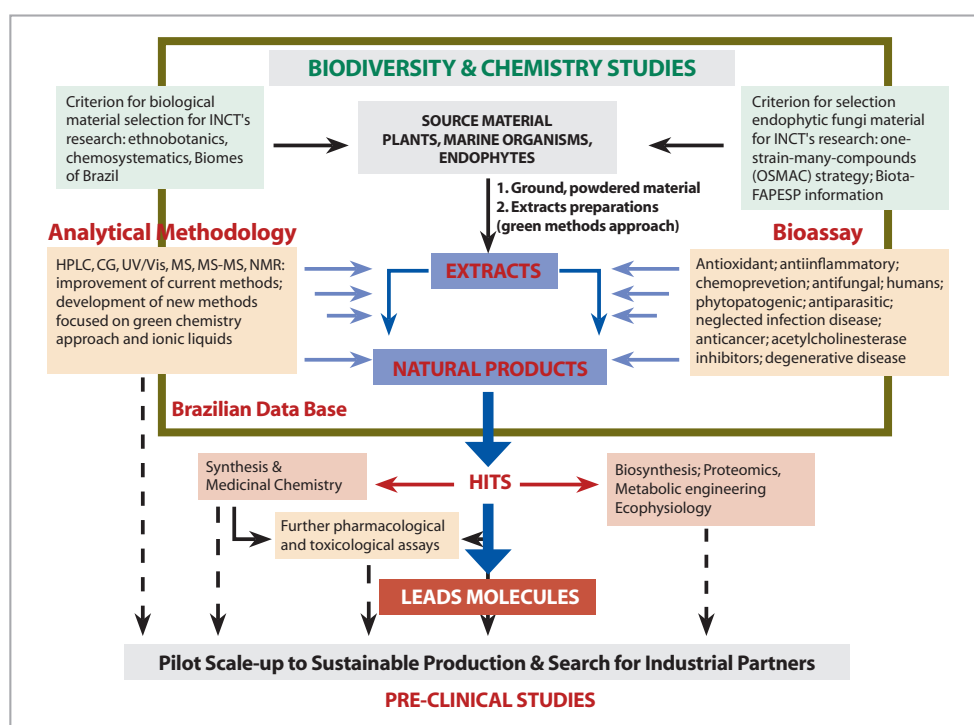 BIODIVERSITY & CHEMISTRY STUDIES
Criterion for biological
material selection for INCT's
research: ethnobotanics,
chemosystematics, Biomes
of Brazil
SOURCE MATERIAL
PLANTS, MARINE ORGANISMS,
ENDOPHYTES
Criterion for selection
endophytic fungi material
for INCT's research: one-
strain-many-compounds
(OSMAC) strategy; Biota-
FAPESP information
1. Ground, powdered material
2. Extracts preparations
(green methods approach)
Analytical Methodology
HPLC, CG, UV/Vis, MS, MS-MS, NMR:
improvement of current methods;
development of new methods
focused on green chemistry
approach and ionic liquids
EXTRACTS
Bioassay
Antioxidant; antiinflammatory;
chemoprevetion; antifungal; humans;
phytopatogenic; antiparasitic;
neglected infection disease;
anticancer; acetylcholinesterase
inhibitors; degenerative disease
NATURAL PRODUCTS
Brazilian Data Base
Synthesis &
Medicinal Chemistry
HITS
Biosynthesis; Proteomics,
Metabolic engineering
Ecophysiology
Further pharmacological
and toxicological assays
LEADS MOLECULES
Pilot Scale-up to Sustainable Production & Search for Industrial Partners
PRE-CLINICAL STUDIES